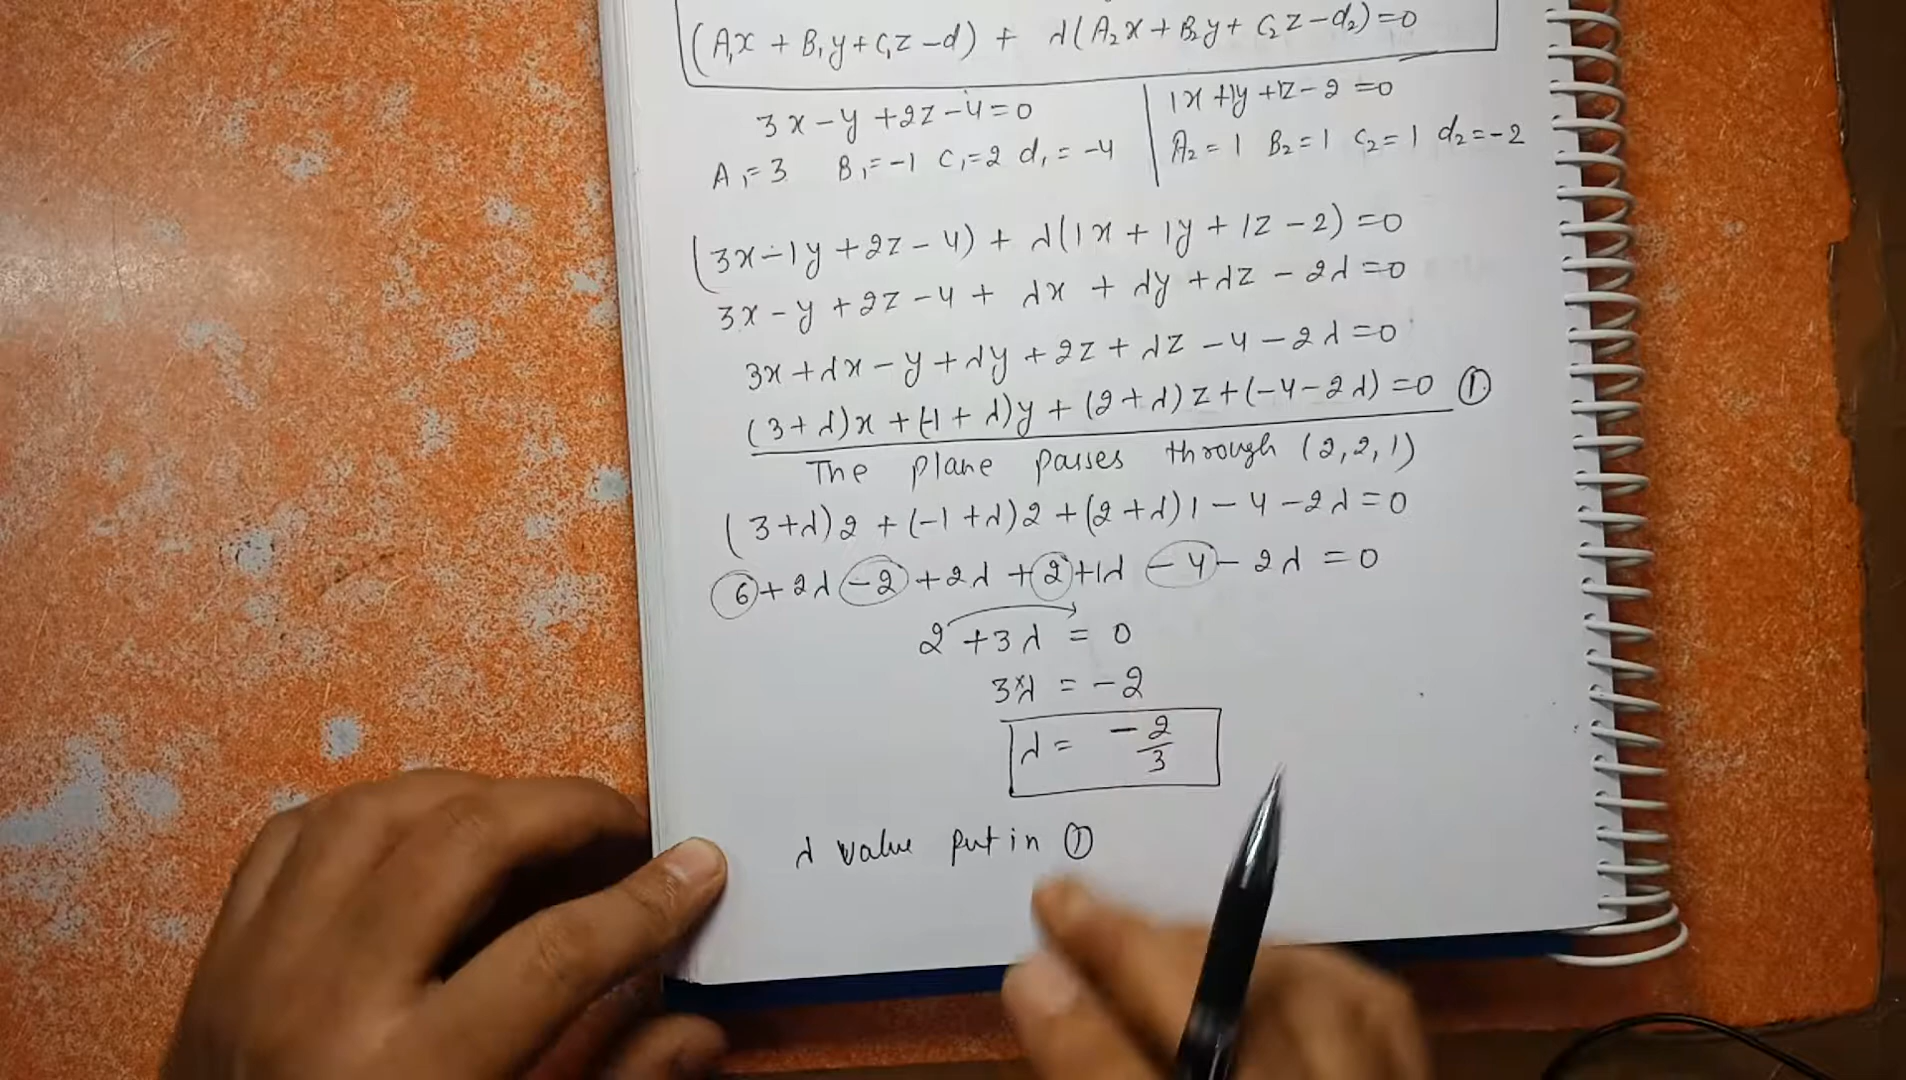 (A₁x + B₁y + C₁z - d) + λ(A₂x + B₂y + C₂z - d₂) = 0
3x - y + 2z - 4 = 0
A₁ = 3 B₁ = -1 C₁ = 2 d₁ = -4
1x + 1y + 1z - 2 = 0
A₂ = 1 B₂ = 1 C₂ = 1 d₂ = -2
(3x - 1y + 2z - 4) + λ(1x + 1y + 1z - 2) = 0
3x - y + 2z - 4 + λx + λy + λz - 2λ = 0
3x + λx - y + λy + 2z + λz - 4 - 2λ = 0
(3 + λ)x + (-1 + λ)y + (2 + λ)z + (-4 - 2λ) = 0 ①
The plane passes through (2, 2, 1)
(3 + λ)2 + (-1 + λ)2 + (2 + λ)1 - 4 - 2λ = 0
6 + 2λ - 2 + 2λ + 2 + 1λ - 4 - 2λ = 0
2 + 3λ = 0
3λ = -2
λ = -2/3
λ value put in ①